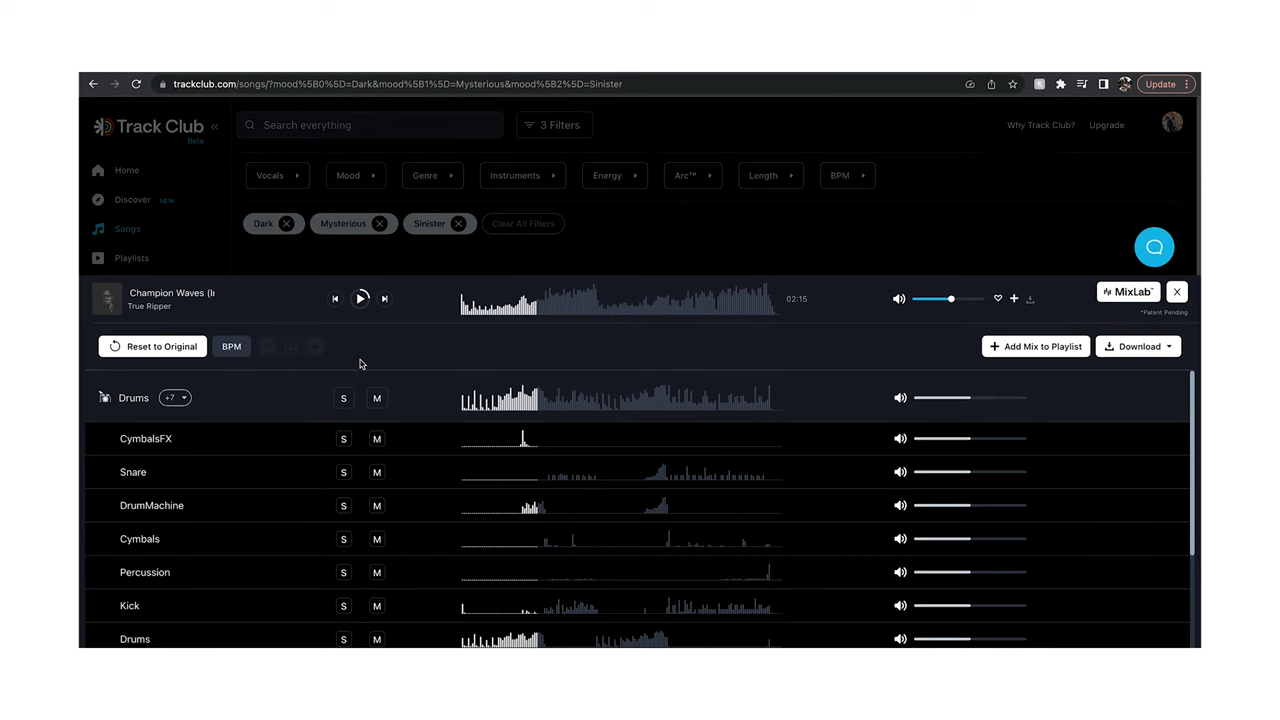 trackclub.com/songs/?mood%5B0%5D=Dark&mood%5B1%5D=Mysterious&mood%5B2%5D=Sinister
Update
Track Club
Beta
Search everything
3 Filters
Why Track Club?
Upgrade
Home
Discover NEW
Songs
Playlists
Vocals
Mood
Genre
Instruments
Energy
Arc™
Length
BPM
Dark
Mysterious
Sinister
Clear All Filters
Champion Waves (Ir
True Ripper
02:15
MixLab™
*Patent Pending
Reset to Original
BPM
142
Add Mix to Playlist
Download
Drums +7 S M
CymbalsFX S M
Snare S M
DrumMachine S M
Cymbals S M
Percussion S M
Kick S M
Drums S M